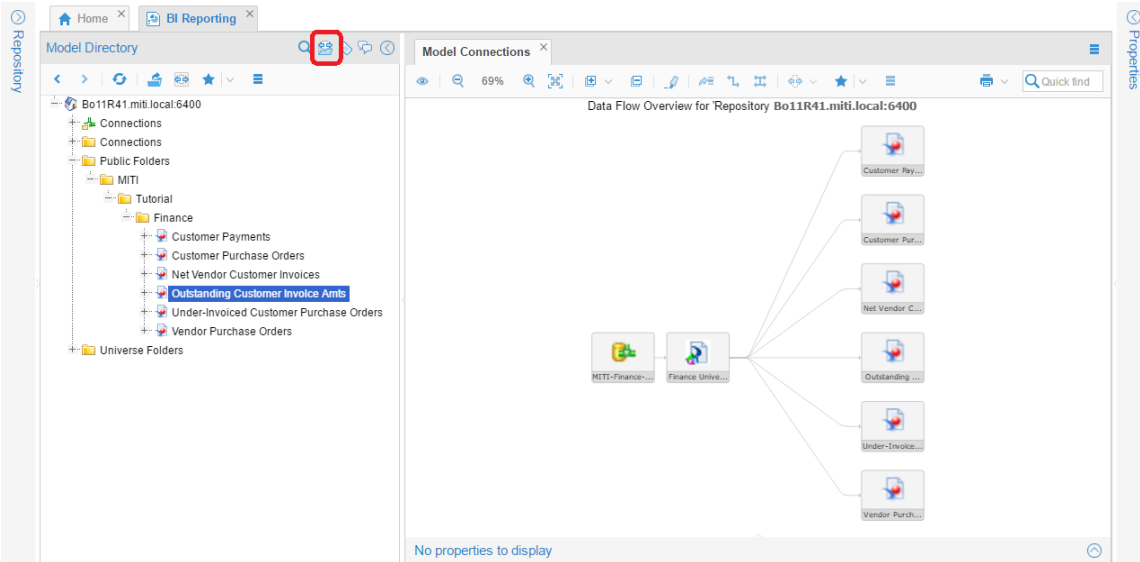 Home
BI Reporting
Repository
Model Directory
Bo11R41.miti.local:6400
Connections
Connections
Public Folders
MITI
Tutorial
Finance
Customer Payments
Customer Purchase Orders
Net Vendor Customer Invoices
Outstanding Customer Involce Amts
Under-Invoiced Customer Purchase Orders
Vendor Purchase Orders
Universe Folders
Model Connections
69%
Quick find
Data Flow Overview for 'Repository Bo11R41.miti.local:6400
Customer Pay...
Customer Pur...
Net Vendor C...
MITI-Finance-...
Finance Unive...
Outstanding ...
Under-Invoice...
Vendor Purch...
No properties to display
Properties